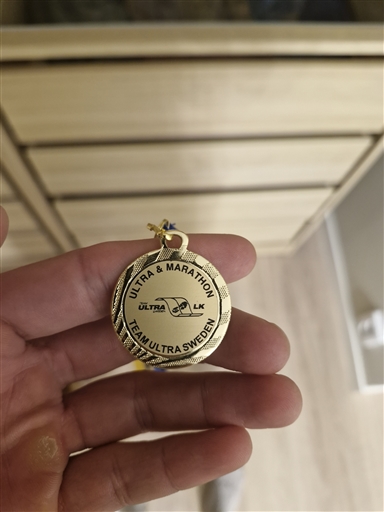 ULTRA & MARATHON
ULTRA LK
TEAM ULTRA SWEDEN